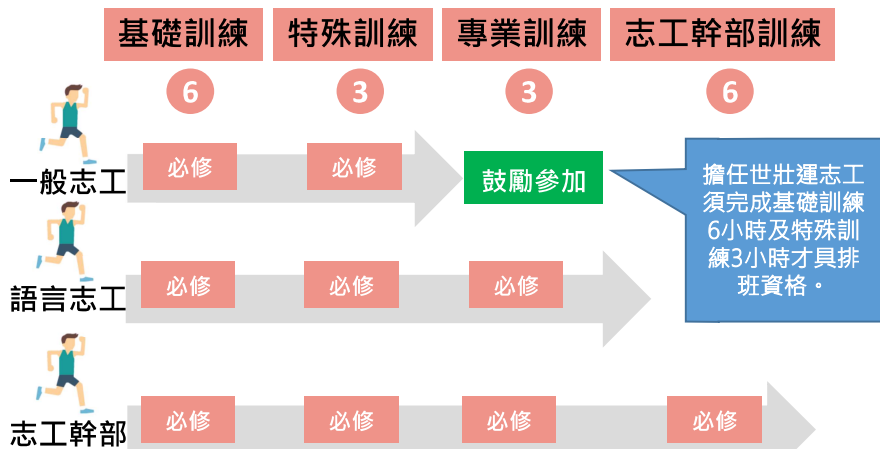 基礎訓練 特殊訓練 專業訓練 志工幹部訓練
6 3 3 6
一般志工
必修 必修 鼓勵參加
擔任世壯運志工
須完成基礎訓練
6小時及特殊訓
練3小時才具排
班資格。
語言志工
必修 必修 必修
志工幹部
必修 必修 必修 必修